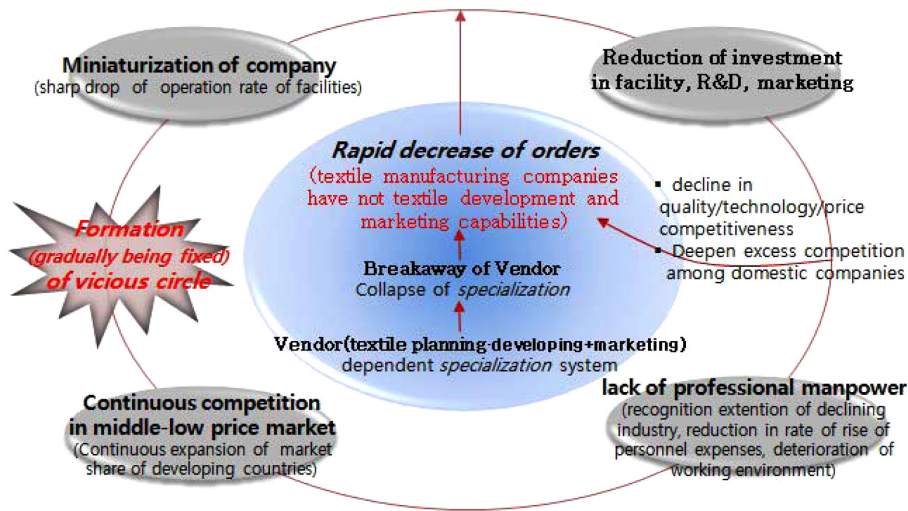 Miniaturization of company
(sharp drop of operation rate of facilities)
Reduction of investment
in facility, R&D, marketing
Rapid decrease of orders
(textile manufacturing companies
have not textile development and
marketing capabilities)
▪ decline in
quality/technology/price
competitiveness
▪ Deepen excess competition
among domestic companies
Formation
(gradually being fixed)
of vicious circle
Breakaway of Vendor
Collapse of specialization
Vendor(textile planning-developing+marketing)
dependent specialization system
Continuous competition
in middle-low price market
(Continuous expansion of market
share of developing countries)
lack of professional manpower
(recognition extention of declining
industry, reduction in rate of rise of
personnel expenses, deterioration of
working environment)